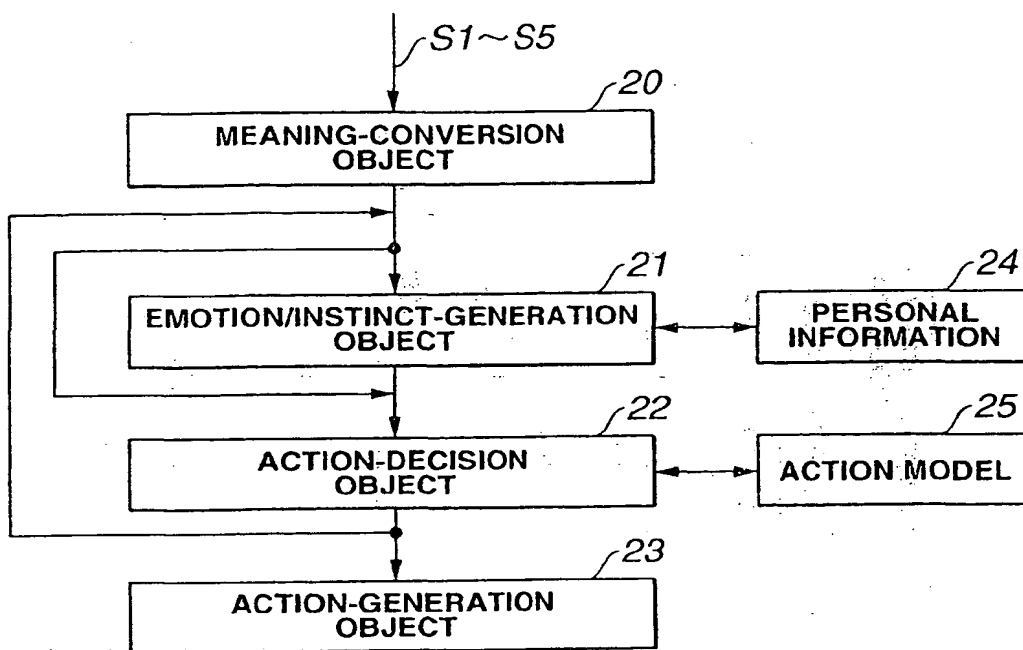 S1~S5
20
MEANING-CONVERSION
OBJECT
21
EMOTION/INSTINCT-GENERATION
OBJECT
24
PERSONAL
INFORMATION
22
ACTION-DECISION
OBJECT
25
ACTION MODEL
23
ACTION-GENERATION
OBJECT